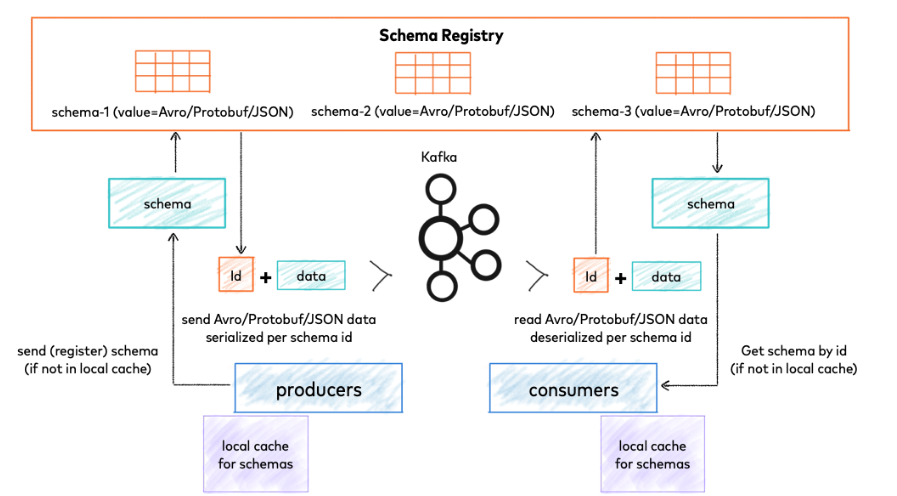 Schema Registry
schema-1 (value=Avro/Protobuf/JSON)
schema-2 (value=Avro/Protobuf/JSON)
schema-3 (value=Avro/Protobuf/JSON)
Kafka
schema
schema
Id + data
Id + data
send Avro/Protobuf/JSON data
serialized per schema id
read Avro/Protobuf/JSON data
deserialized per schema id
send (register) schema
(if not in local cache)
Get schema by id
(if not in local cache)
producers
consumers
local cache
for schemas
local cache
for schemas